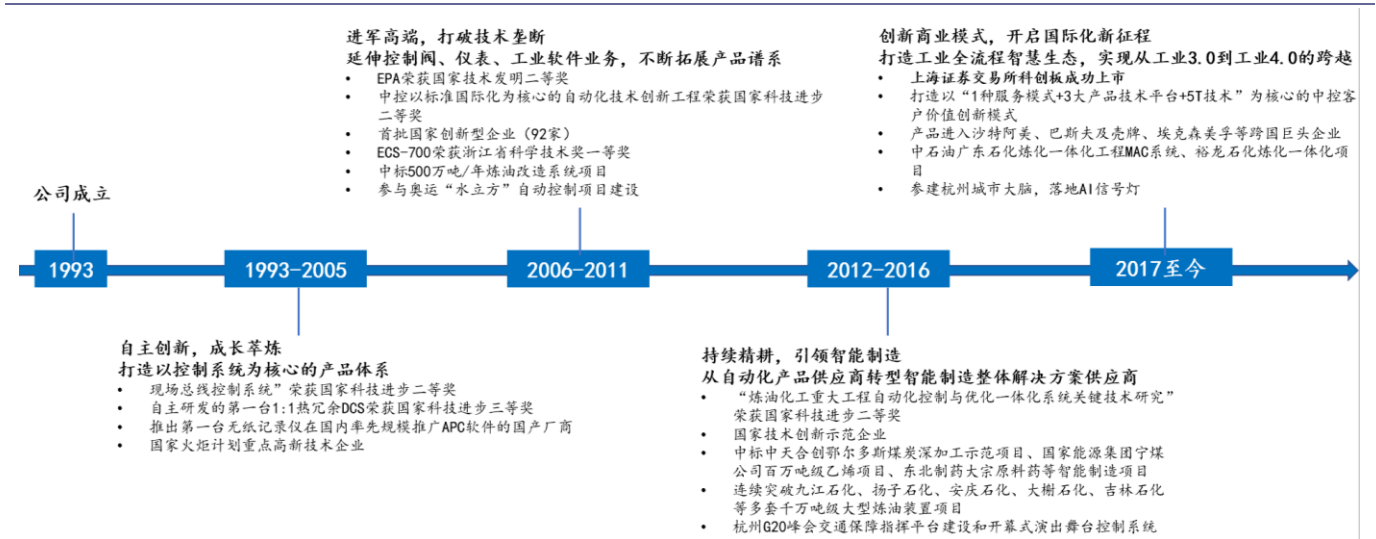 进军高端，打破技术垄断
延伸控制阀、仪表、工业软件业务，不断拓展产品谱系
• EPA荣获国家技术发明二等奖
• 中控以标准国际化为核心的自动化技术创新工程荣获国家科技进步
二等奖
• 首批国家创新型企业（92家）
• ECS-700荣获浙江省科学技术奖一等奖
• 中标500万吨/年炼油改造系统项目
• 参与奥运“水立方”自动控制项目建设
创新商业模式，开启国际化新征程
打造工业全流程智慧生态，实现从工业3.0到工业4.0的跨越
• 上海证券交易所科创板成功上市
• 打造以“1种服务模式+3大产品技术平台+5T技术”为核心的中控客
户价值创新模式
• 产品进入沙特阿美、巴斯夫及壳牌、埃克森美孚等跨国巨头企业
• 中石油广东石化炼化一体化工程MAC系统、裕龙石化炼化一体化项
目
• 参建杭州城市大脑，落地AI信号灯
公司成立
1993
1993-2005
2006-2011
2012-2016
2017至今
自主创新，成长萃炼
打造以控制系统为核心的产品体系
• 现场总线控制系统”荣获国家科技进步二等奖
• 自主研发的第一台1:1热冗余DCS荣获国家科技进步三等奖
• 推出第一台无纸记录仪在国内率先规模推广APC软件的国产厂商
• 国家火炬计划重点高新技术企业
持续精耕，引领智能制造
从自动化产品供应商转型智能制造整体解决方案供应商
• “炼油化工重大工程自动化控制与优化一体化系统关键技术研究”
荣获国家科技进步二等奖
• 国家技术创新示范企业
• 中标中天合创鄂尔多斯煤炭深加工示范项目、国家能源集团宁煤
公司百万吨级乙烯项目、东北制药大宗原料药等智能制造项目
• 连续突破九江石化、扬子石化、安庆石化、大榭石化、吉林石化
等多套千万吨级大型炼油装置项目
• 杭州G20峰会交通保障指挥平台建设和开幕式演出舞台控制系统